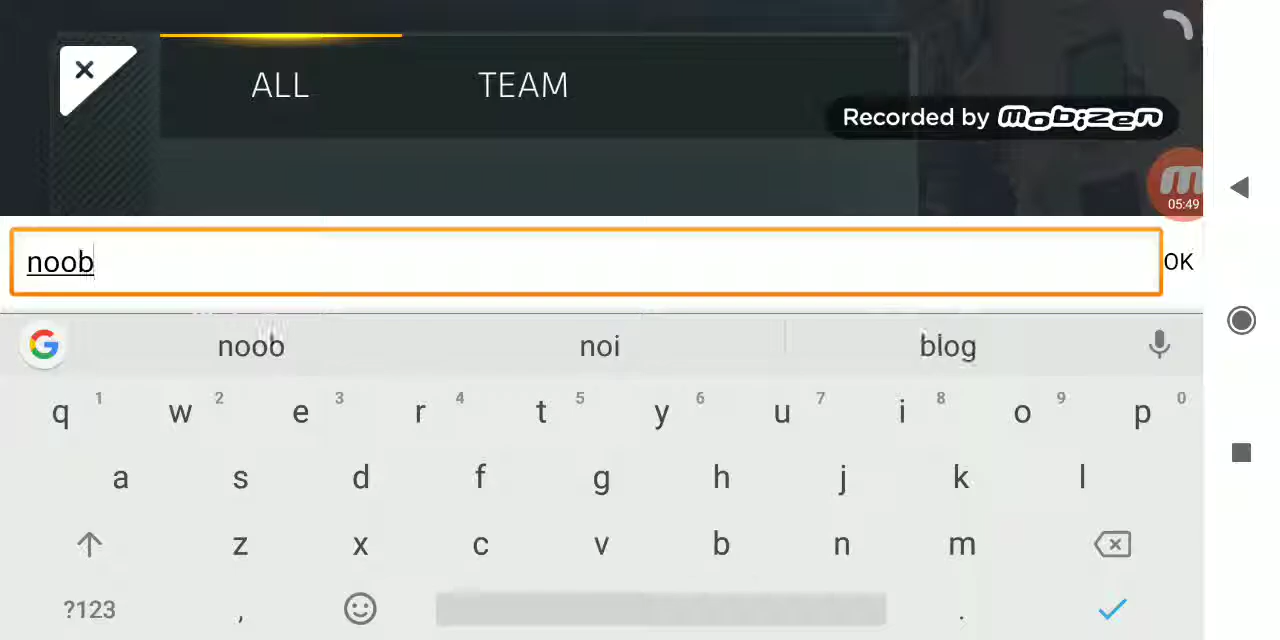 ALL TEAM
Recorded by mobizen
m
05:49
noob OK
G noob noi blog
q 1 w 2 e 3 r 4 t 5 y 6 u 7 i 8 o 9 p 0
a s d f g h j k l
z x c v b n m
?123 , .